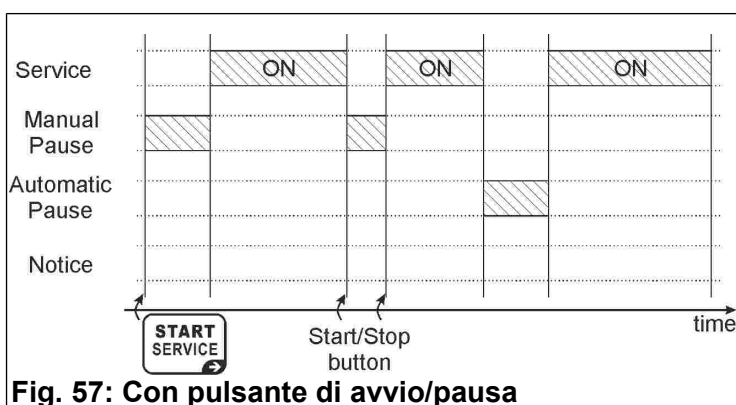 Service
ON
ON
ON
Manual
Pause
Automatic
Pause
Notice
time
START
SERVICE
Start/Stop
button
Fig. 57: Con pulsante di avvio/pausa